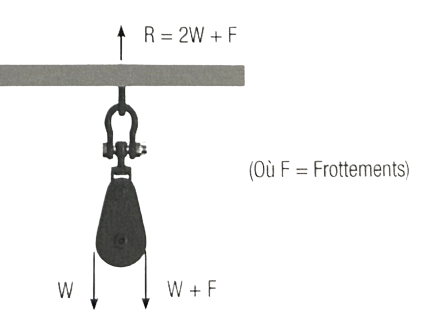 R = 2W + F
(Où F = Frottements)
W
W + F